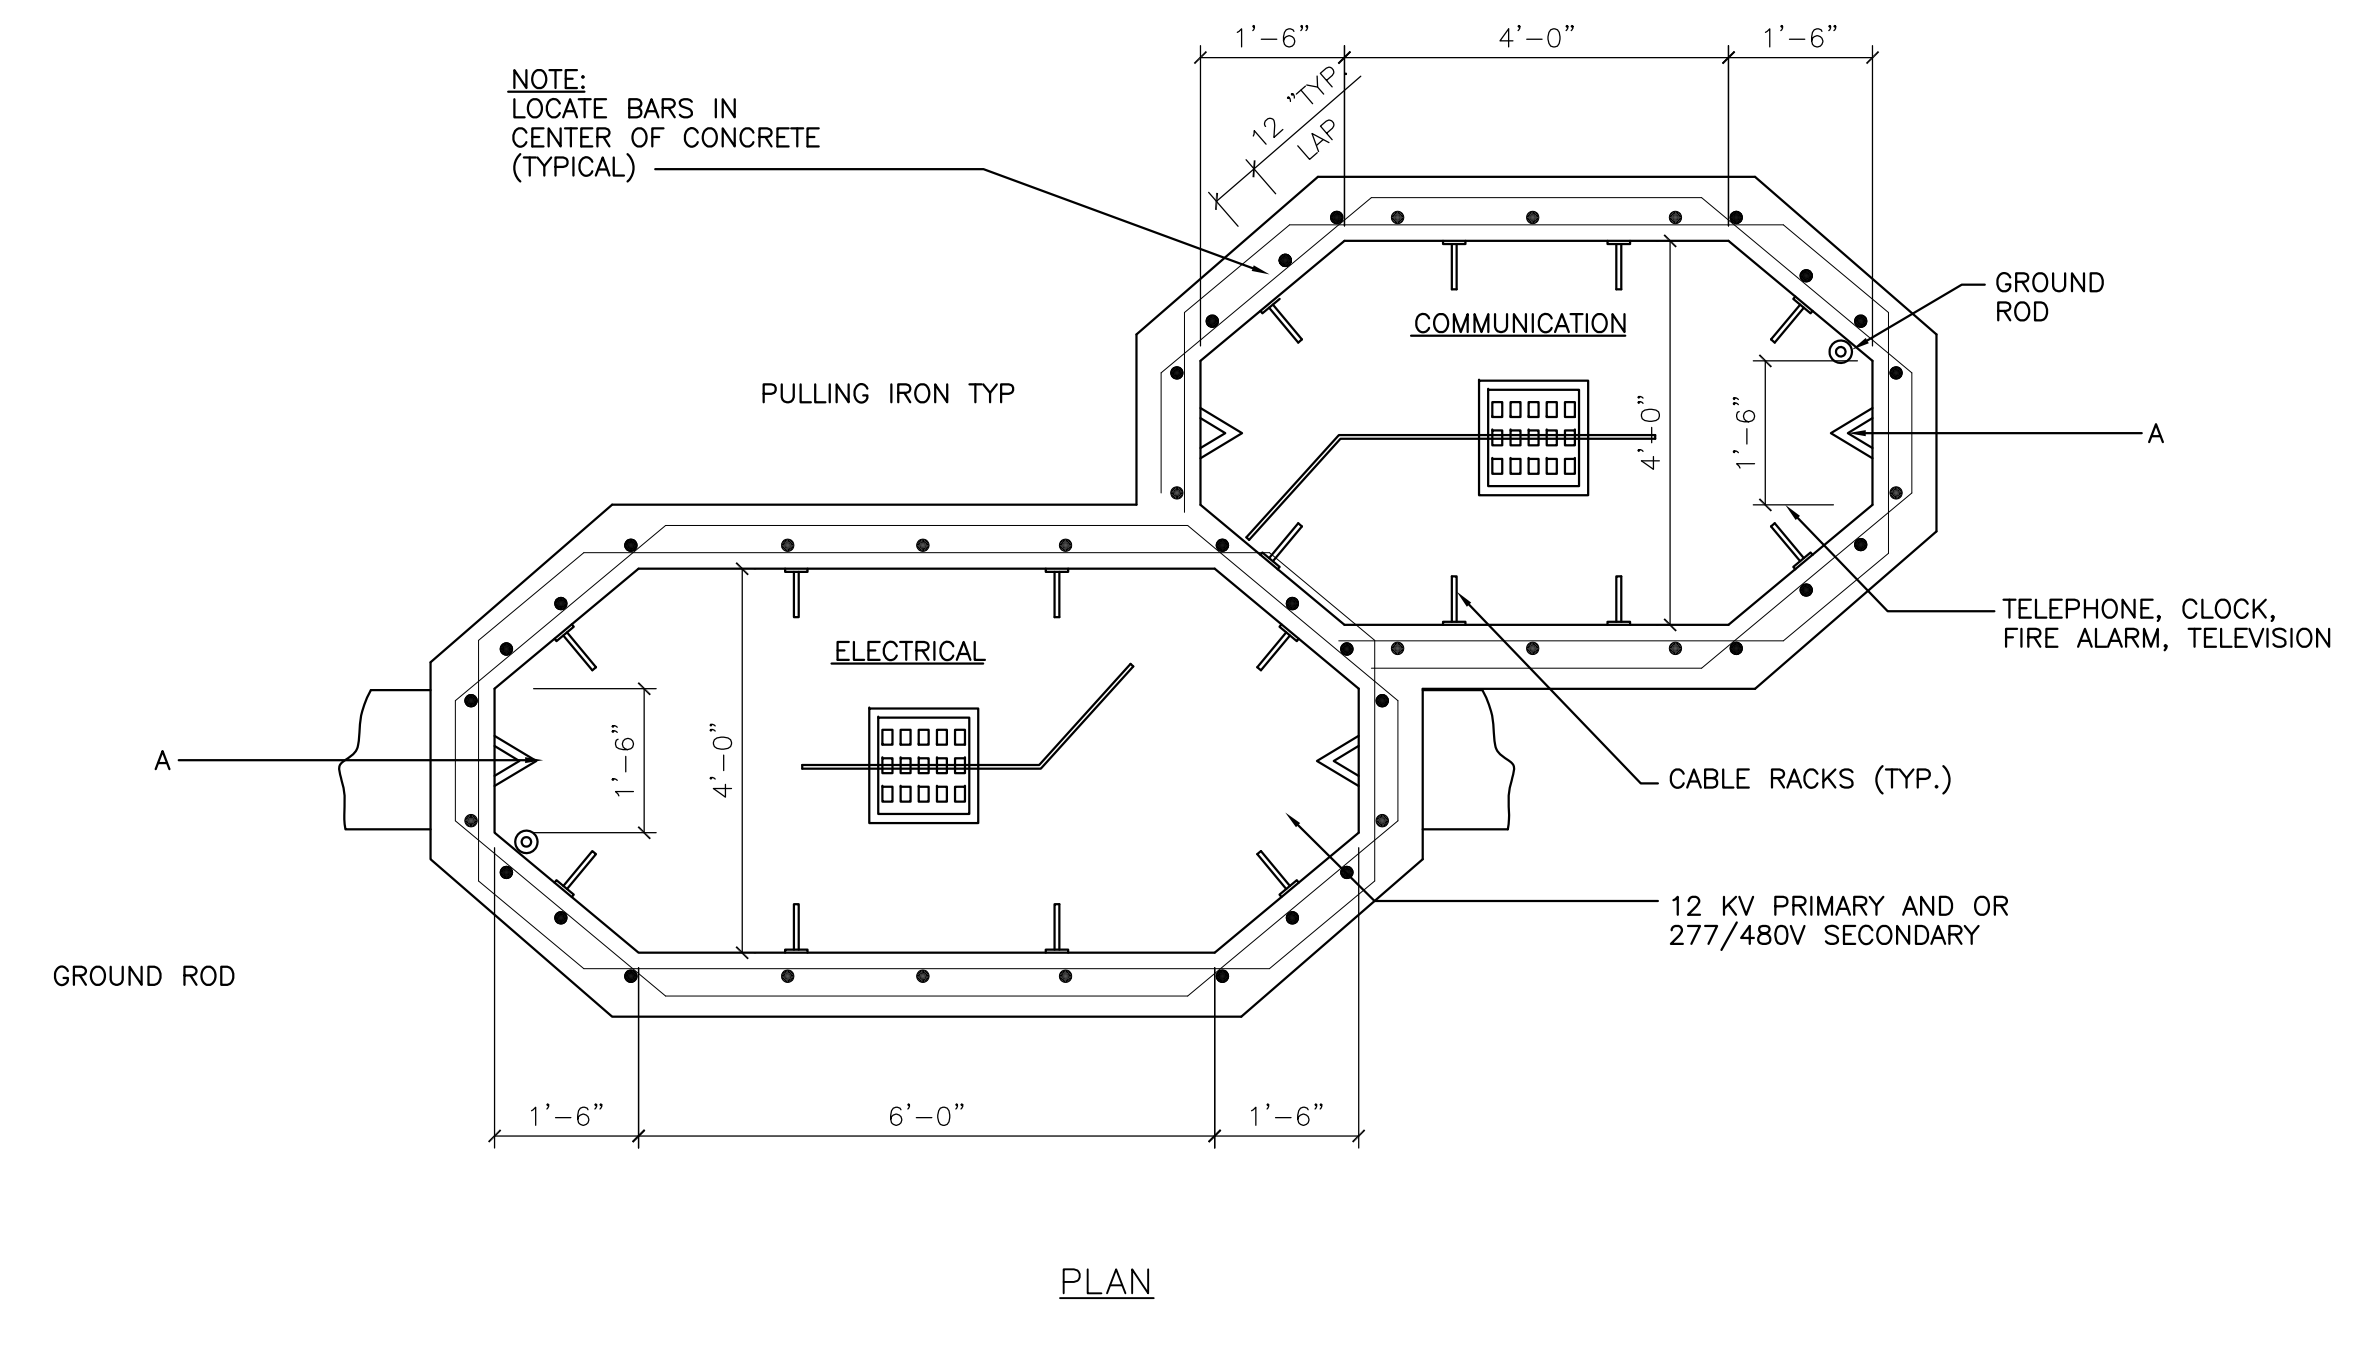 1'-6" 4'-0" 1'-6"
12 "TYP.
LAP
NOTE:
LOCATE BARS IN
CENTER OF CONCRETE
(TYPICAL)
GROUND
ROD
COMMUNICATION
PULLING IRON TYP
4'-0"
1'-6"
A
TELEPHONE, CLOCK,
FIRE ALARM, TELEVISION
ELECTRICAL
A
1'-6"
4'-0"
CABLE RACKS (TYP.)
12 KV PRIMARY AND OR
277/480V SECONDARY
GROUND ROD
1'-6" 6'-0" 1'-6"
PLAN